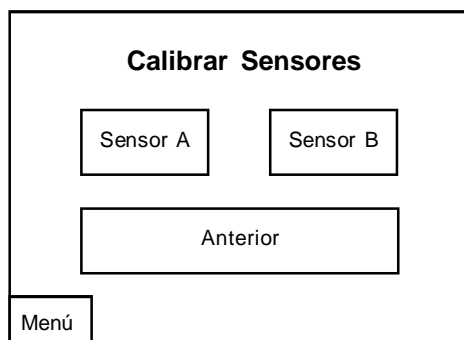 Calibrar Sensores
Sensor A
Sensor B
Anterior
Menú